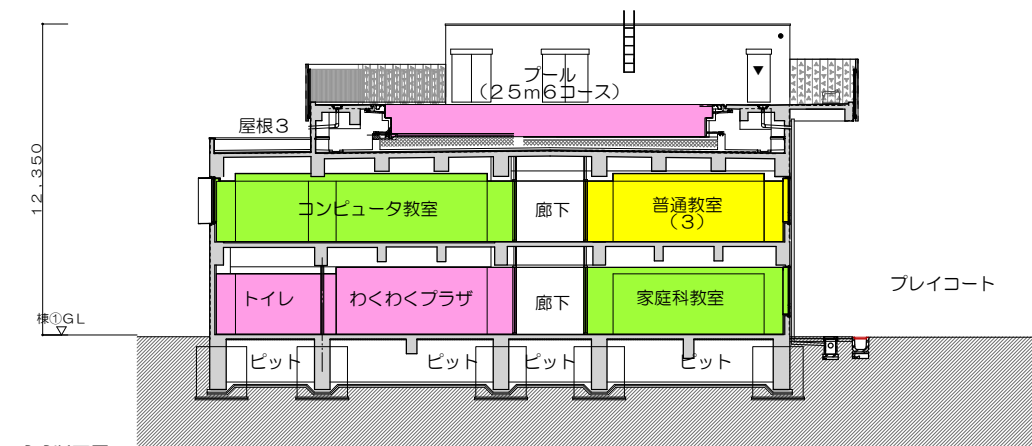 プール
(25m6コース)
屋根3
12,350
コンピュータ教室
廊下
普通教室
(3)
トイレ
わくわくプラザ
廊下
家庭科教室
プレイコート
棟①GL
ピット
ピット
ピット
ピット